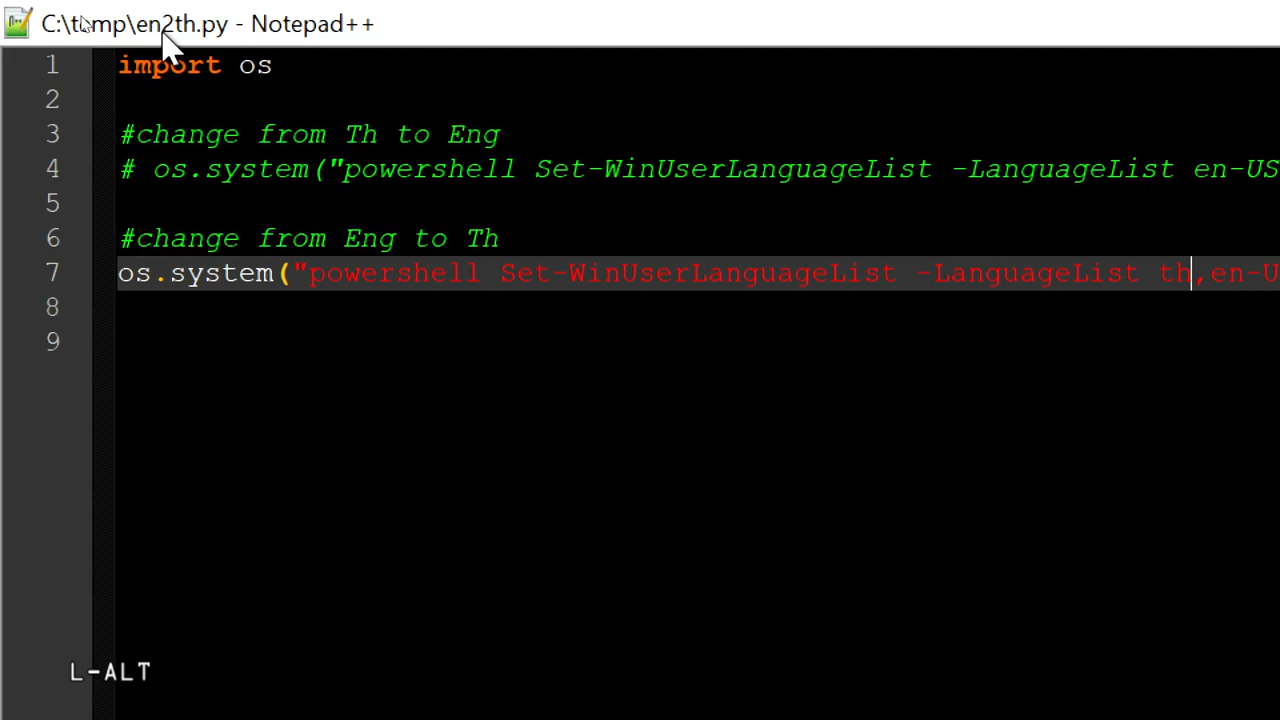 C:\temp\en2th.py - Notepad++
1 import os
2
3 #change from Th to Eng
4 # os.system("powershell Set-WinUserLanguageList -LanguageList en-US
5
6 #change from Eng to Th
7 os.system("powershell Set-WinUserLanguageList -LanguageList th,en-U
8
9
L-ALT